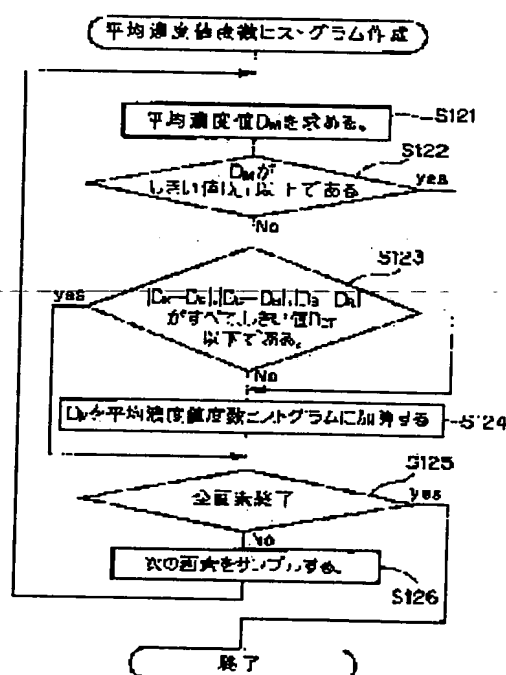 平均濃度値度数ヒストグラム作成
平均濃度値DMを求める。
S121
DMが
しきい値 以下である
S122
yes
No
S123
yes
がすべて、しきい値
以下である。
No
を平均濃度値度数ヒストグラムに加算する
S124
S125
全画素終了
yes
No
次の画素をサンプルする。
S126
終了